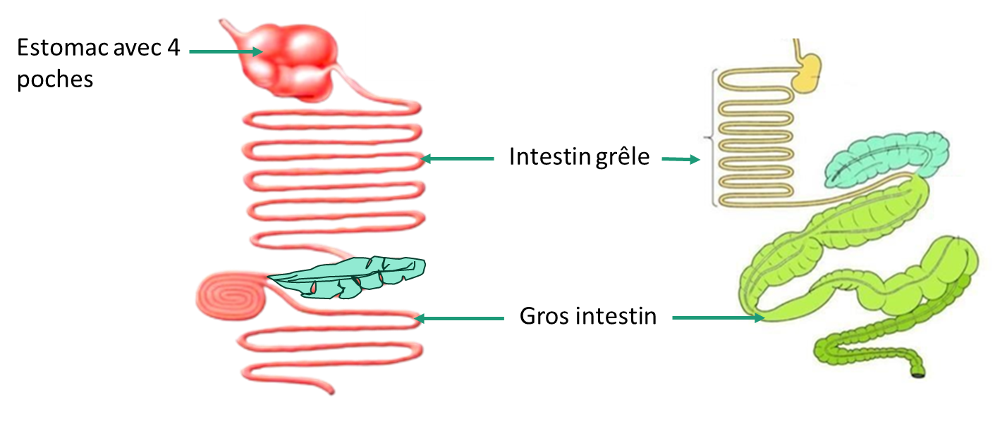 Estomac avec 4
poches
Intestin grêle
Gros intestin